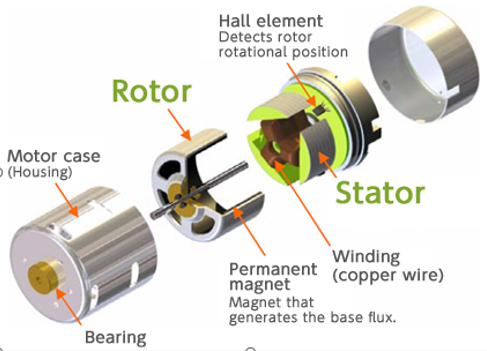 Hall element
Detects rotor
rotational position
Rotor
Motor case
(Housing)
Stator
Permanent
magnet
Magnet that
generates the base flux.
Winding
(copper wire)
Bearing